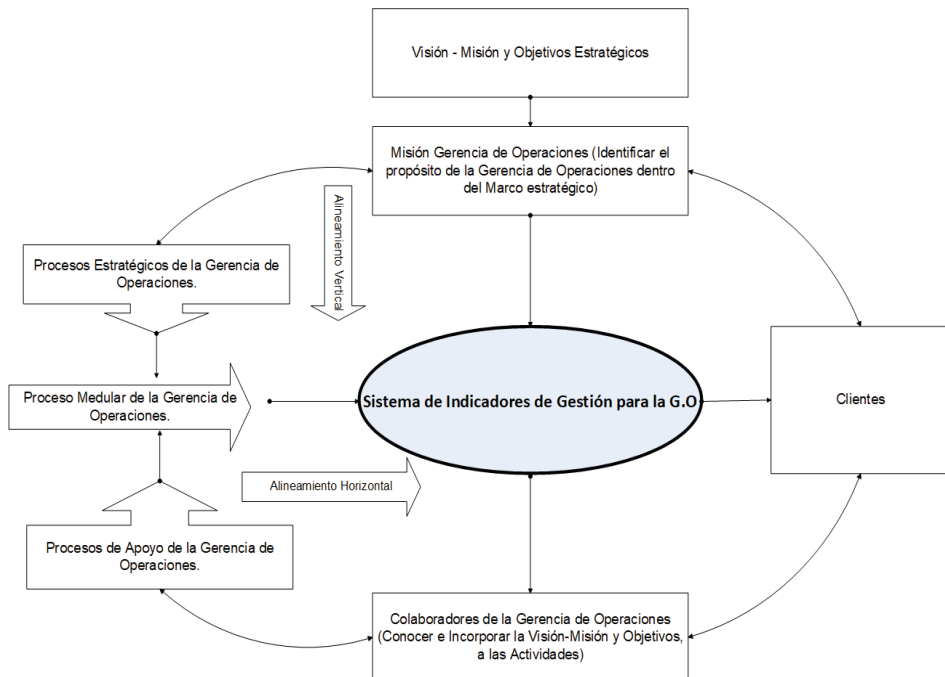 Visión - Misión y Objetivos Estratégicos
Misión Gerencia de Operaciones (Identificar el
propósito de la Gerencia de Operaciones dentro
del Marco estratégico)
Alineamiento
Vertical
Procesos Estratégicos de la Gerencia de
Operaciones.
Proceso Medular de la Gerencia de
Operaciones.
Sistema de Indicadores de Gestión para la G.O
Clientes
Alineamiento Horizontal
Procesos de Apoyo de la Gerencia de
Operaciones.
Colaboradores de la Gerencia de Operaciones
(Conocer e Incorporar la Visión-Misión y Objetivos,
a las Actividades)